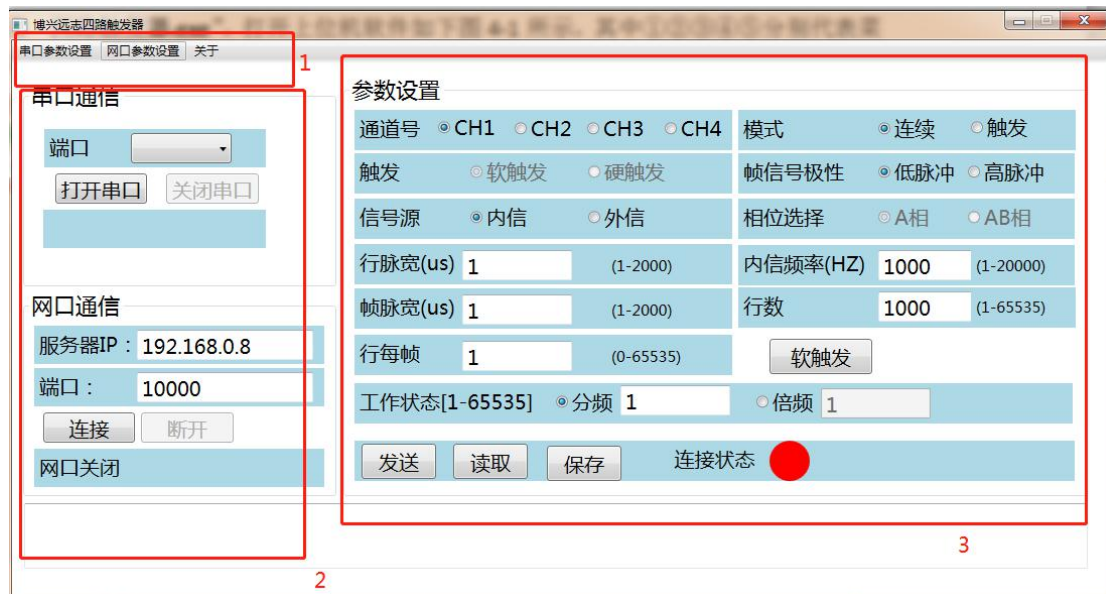 博兴远志四路触发器
串口参数设置 网口参数设置 关于
1
串口通信
端口
打开串口 关闭串口
网口通信
服务器IP： 192.168.0.8
端口： 10000
连接 断开
网口关闭
2
参数设置
通道号 CH1 CH2 CH3 CH4 模式 连续 触发
触发 软触发 硬触发 帧信号极性 低脉冲 高脉冲
信号源 内信 外信 相位选择 A相 AB相
行脉宽(us) 1 (1-2000) 内信频率(HZ) 1000 (1-20000)
帧脉宽(us) 1 (1-2000) 行数 1000 (1-65535)
行每帧 1 (0-65535) 软触发
工作状态[1-65535] 分频 1 倍频 1
发送 读取 保存 连接状态
3